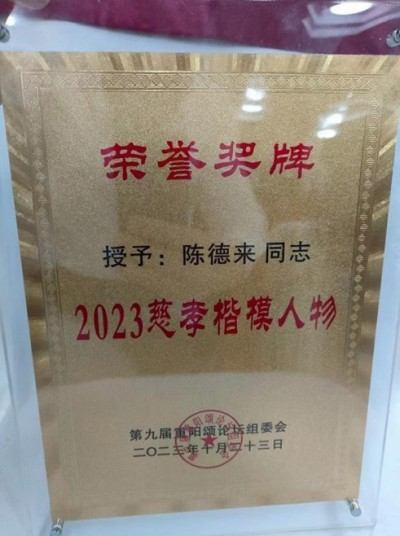 荣誉奖牌
授予：陈德来 同志
2023慈孝楷模人物
第九届重阳颂论坛组委会
二〇二三年十月二十三日